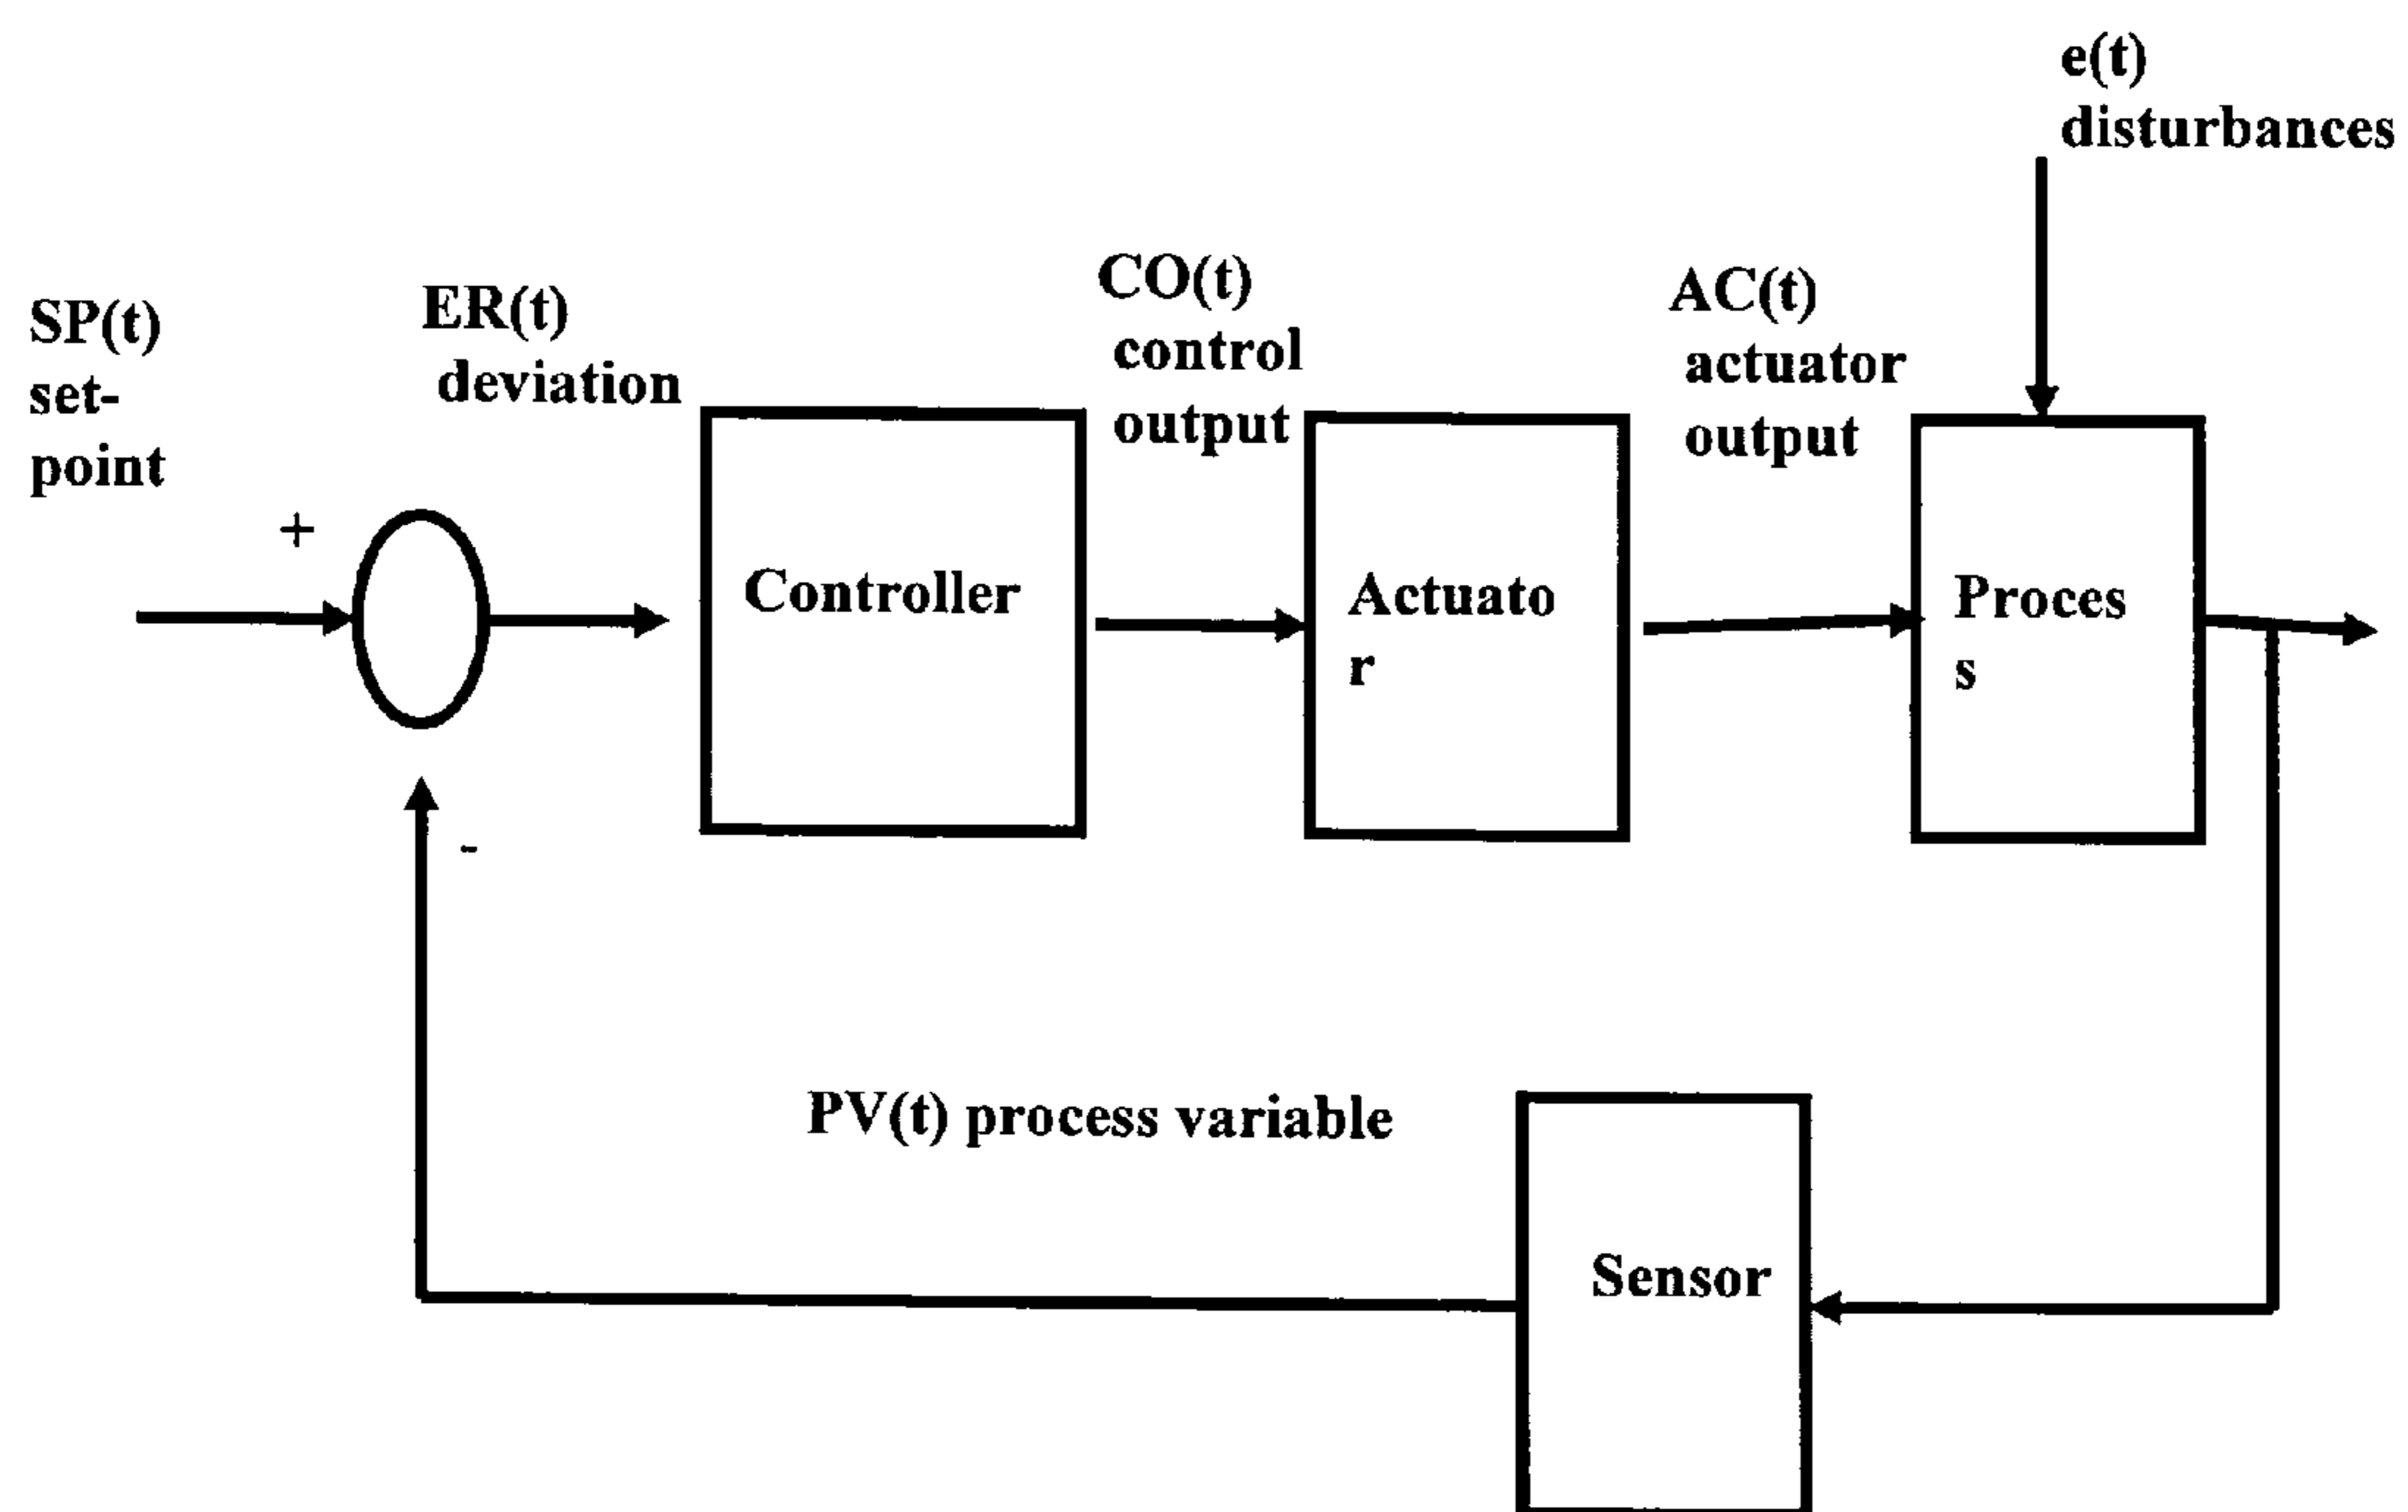 e(t)
disturbances
SP(t)
set-
point
ER(t)
deviation
CO(t)
control
output
AC(t)
actuator
output
+
Controller
Actuato
r
Proces
s
-
PV(t) process variable
Sensor